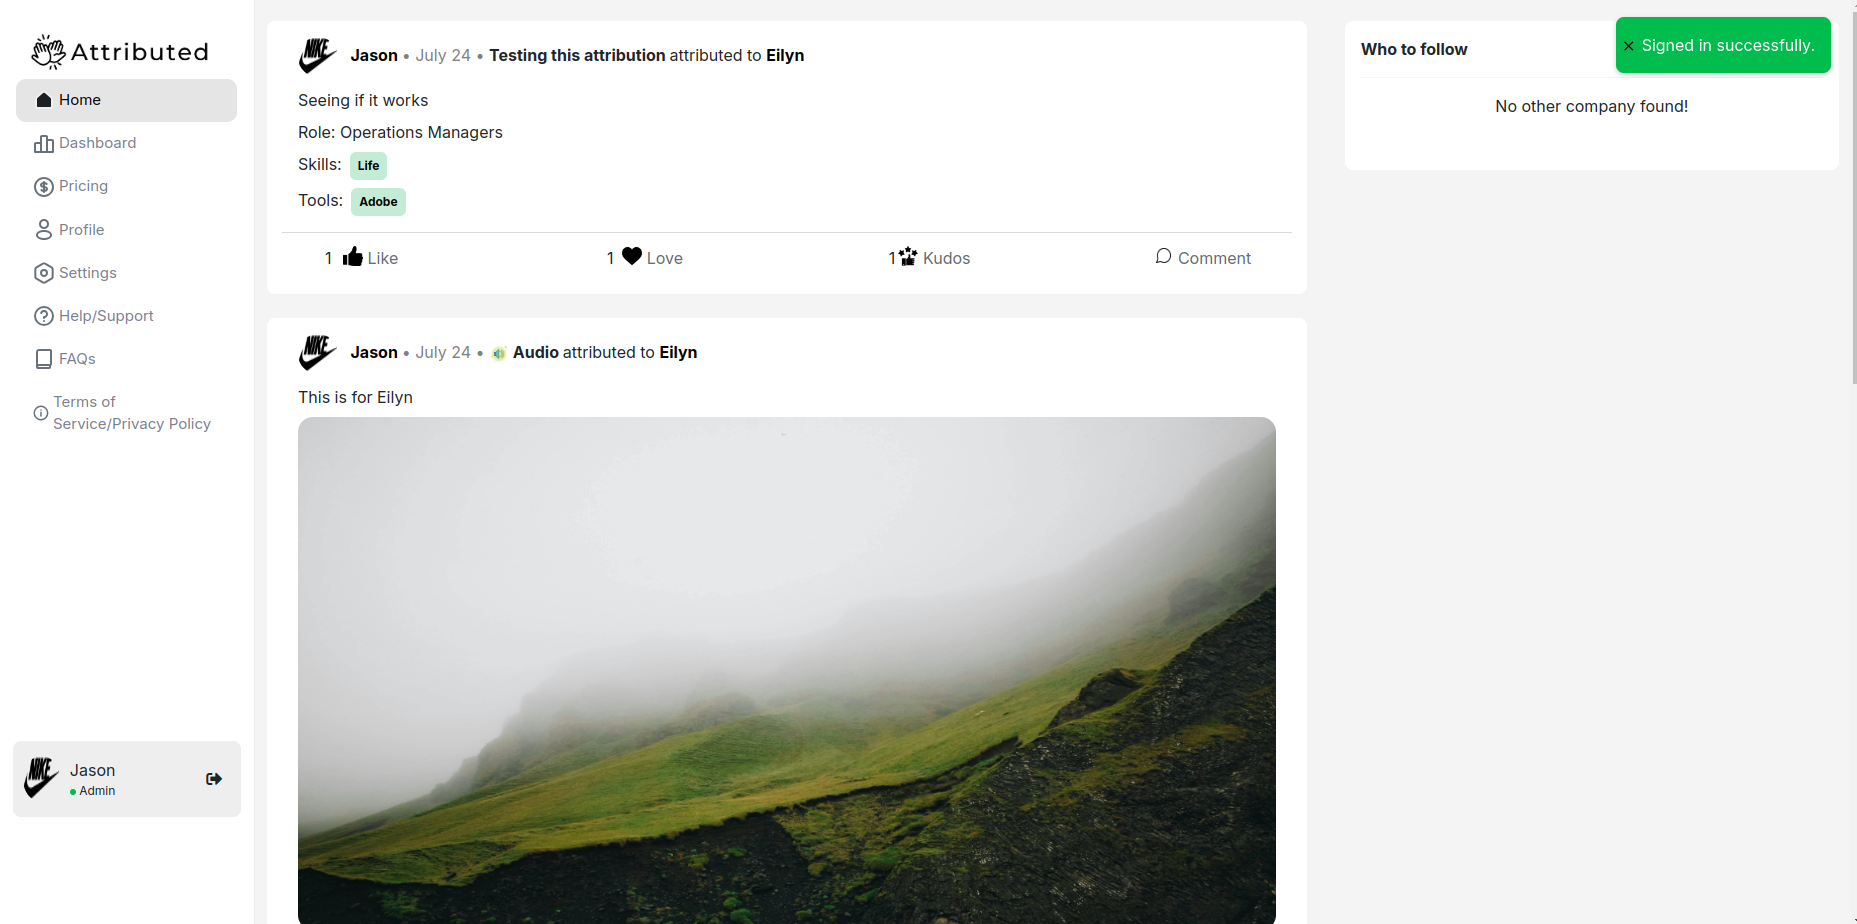 Attributed
Home
Dashboard
Pricing
Profile
Settings
Help/Support
FAQs
Terms of
Service/Privacy Policy
NIKE
Jason
Admin
NIKE
Jason • July 24 • Testing this attribution attributed to Eilyn
Seeing if it works
Role: Operations Managers
Skills: Life
Tools: Adobe
1 Like
1 Love
1 Kudos
Comment
NIKE
Jason • July 24 • Audio attributed to Eilyn
This is for Eilyn
Who to follow
× Signed in successfully.
No other company found!